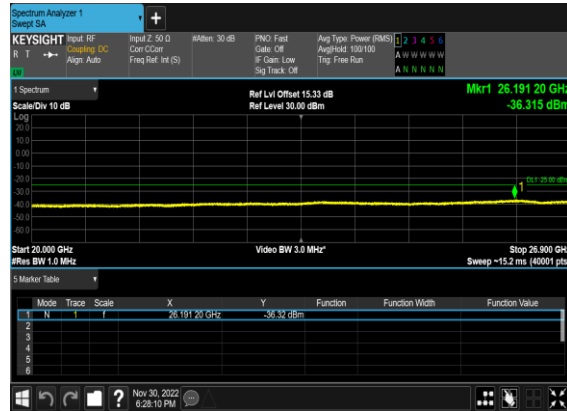 Spectrum Analyzer 1
Swept SA
+
KEYSIGHT Input: RF Input Z: 50 Ω #Atten: 30 dB PNO: Fast Avg Type: Power (RMS) 1 2 3 4 5 6
R T Coupling: DC Corr CCorr Gate: Off Avg|Hold: 100/100 A W W W W W
Align: Auto Freq Ref: Int (S) IF Gain: Low Trig: Free Run
Sig Track: Off A N N N N N
1 Spectrum Ref Lvl Offset 15.33 dB Mkr1 26.191 20 GHz
Scale/Div 10 dB Ref Level 30.00 dBm -36.315 dBm
Log
20.0
10.0
0.00
-10.0
-20.0 DL1 -25.00 dBm
-30.0 1
-40.0
-50.0
-60.0
Start 20.000 GHz Video BW 3.0 MHz* Stop 26.900 GHz
#Res BW 1.0 MHz Sweep ~15.2 ms (40001 pts
5 Marker Table
Mode Trace Scale X Y Function Function Width Function Value
1 N 1 f 26.191 20 GHz -36.32 dBm
2
3
4
5
6
? Nov 30, 2022
6:28:10 PM